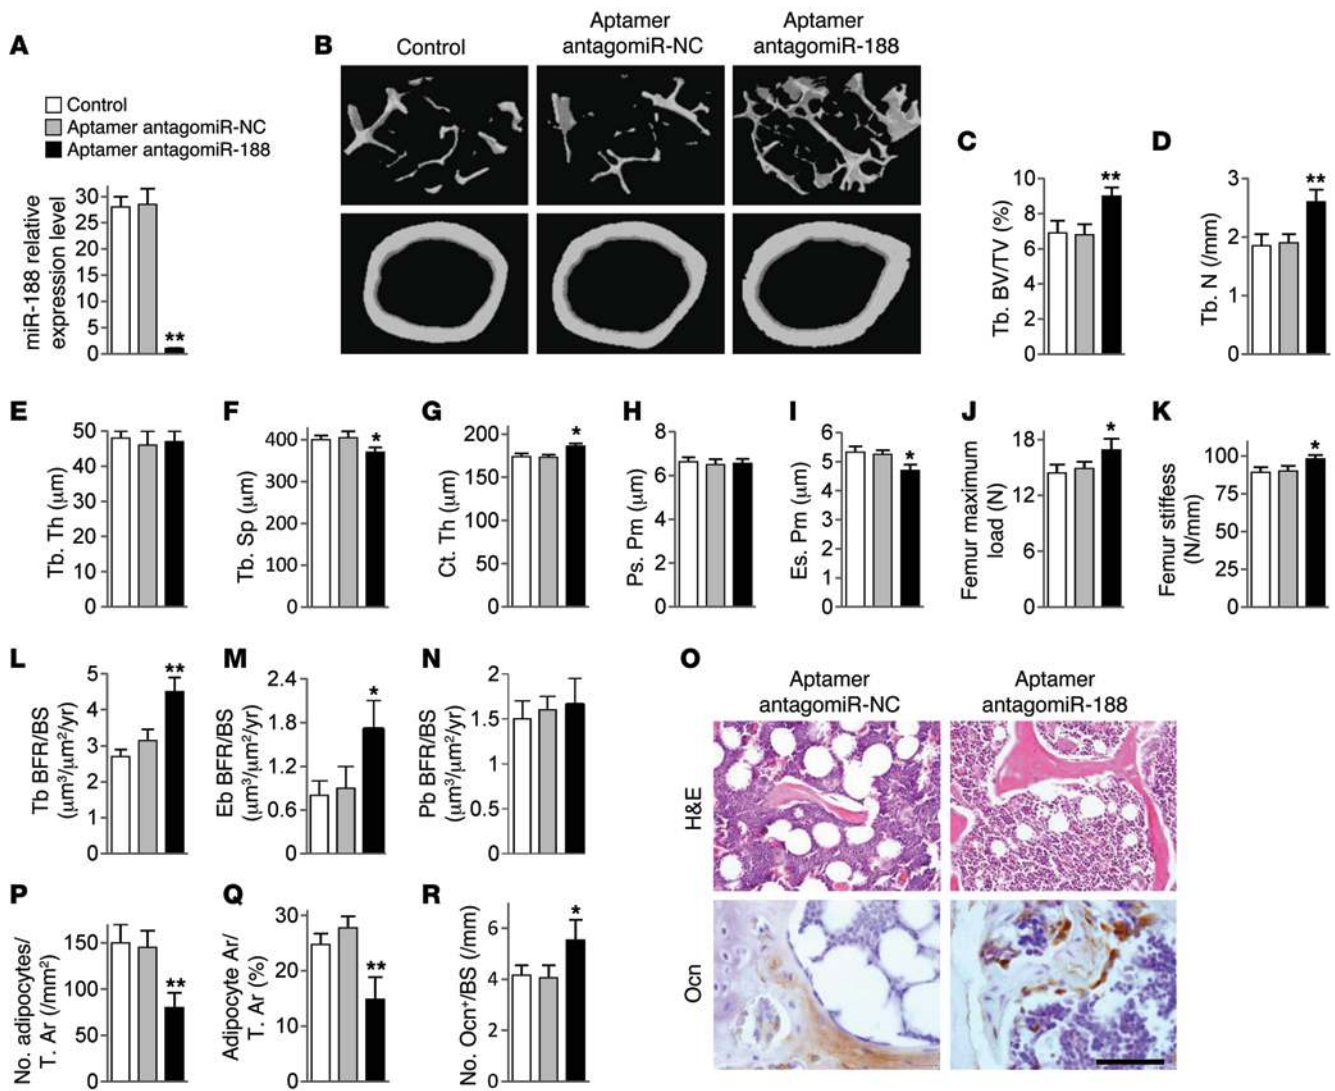 A
Control
Aptamer antagomiR-NC
Aptamer antagomiR-188
miR-188 relative
expression level
30
25
20
15
10
5
0
**
B
Control
Aptamer
antagomiR-NC
Aptamer
antagomiR-188
C
Tb. BV/TV (%)
10
8
6
4
2
0
**
D
Tb. N (/mm)
3
2
1
0
**
E
Tb. Th (μm)
50
40
30
20
10
0
F
Tb. Sp (μm)
400
300
200
100
0
*
G
Ct. Th (μm)
200
150
100
50
0
*
H
Ps. Pm (μm)
8
6
4
2
0
I
Es. Pm (μm)
6
5
4
3
2
1
0
*
J
Femur maximum
load (N)
18
12
6
0
*
K
Femur stiffess
(N/mm)
100
75
50
25
0
*
L
Tb BFR/BS
(μm³/μm²/yr)
5
4
3
2
1
0
**
M
Eb BFR/BS
(μm³/μm²/yr)
2.4
1.8
1.2
0.6
0
*
N
Pb BFR/BS
(μm³/μm²/yr)
2
1.5
1
0.5
0
O
Aptamer
antagomiR-NC
Aptamer
antagomiR-188
H&E
Ocn
P
No. adipocytes/
T. Ar (/mm²)
150
100
50
0
**
Q
Adipocyte Ar/
T. Ar (%)
30
20
10
0
**
R
No. Ocn⁺/BS (/mm)
6
4
2
0
*